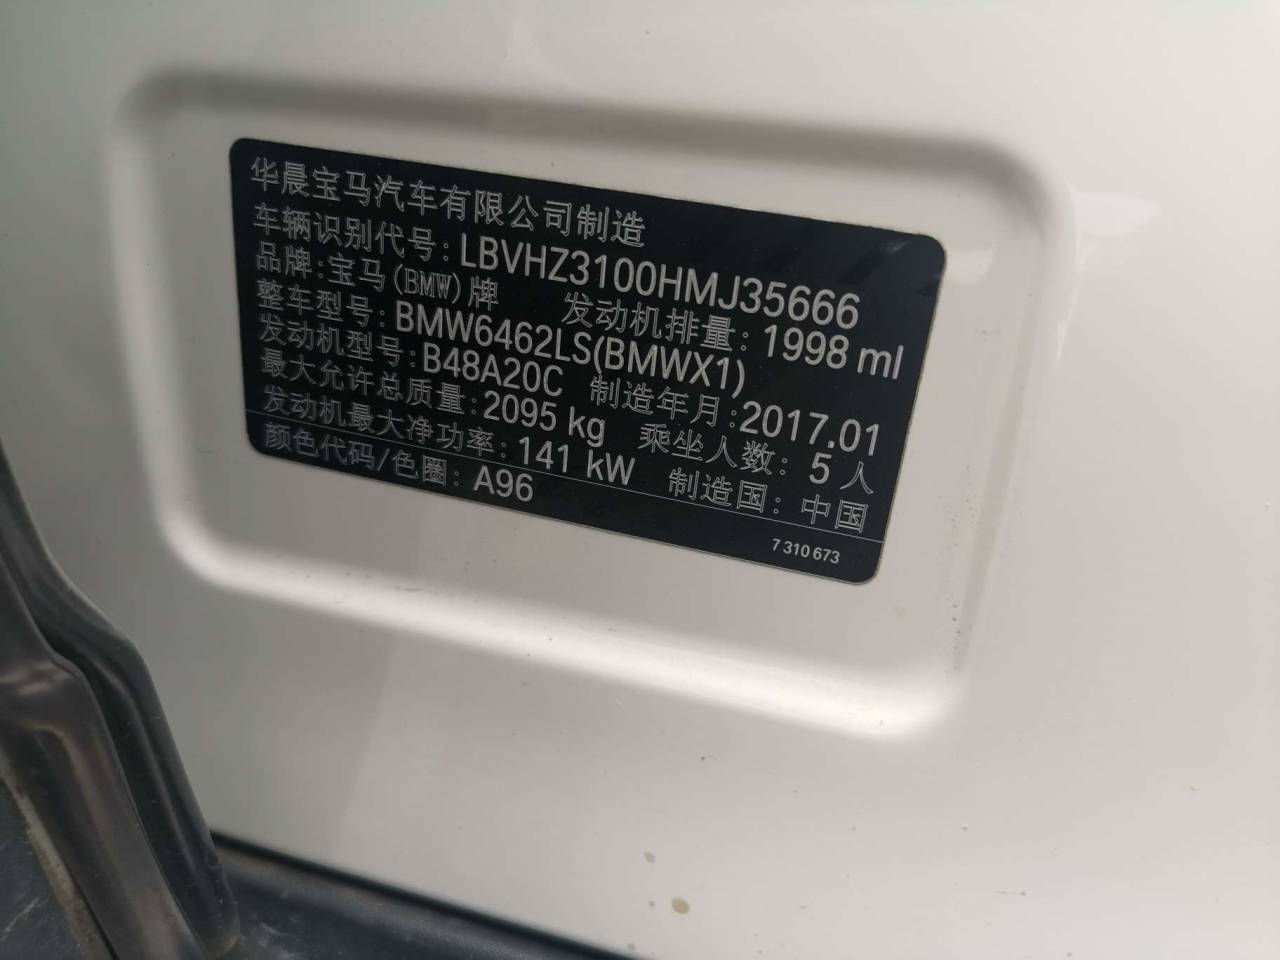 华晨宝马汽车有限公司制造
车辆识别代号: LBVHZ3100HMJ35666
品牌: 宝马(BMW)牌 发动机排量: 1998 ml
整车型号: BMW6462LS(BMWX1)
发动机型号: B48A20C 制造年月: 2017.01
最大允许总质量: 2095 kg 乘坐人数: 5 人
发动机最大净功率: 141 kW 制造国: 中国
颜色代码/色圈: A96
7 310 673